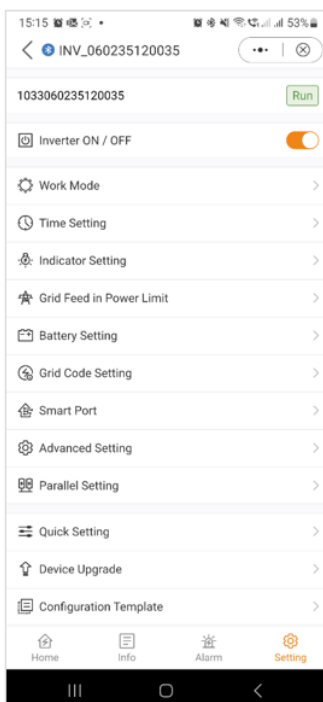 15:15 53%
INV_060235120035
1033060235120035 Run
Inverter ON / OFF
Work Mode
Time Setting
Indicator Setting
Grid Feed in Power Limit
Battery Setting
Grid Code Setting
Smart Port
Advanced Setting
Parallel Setting
Quick Setting
Device Upgrade
Configuration Template
Home Info Alarm Setting